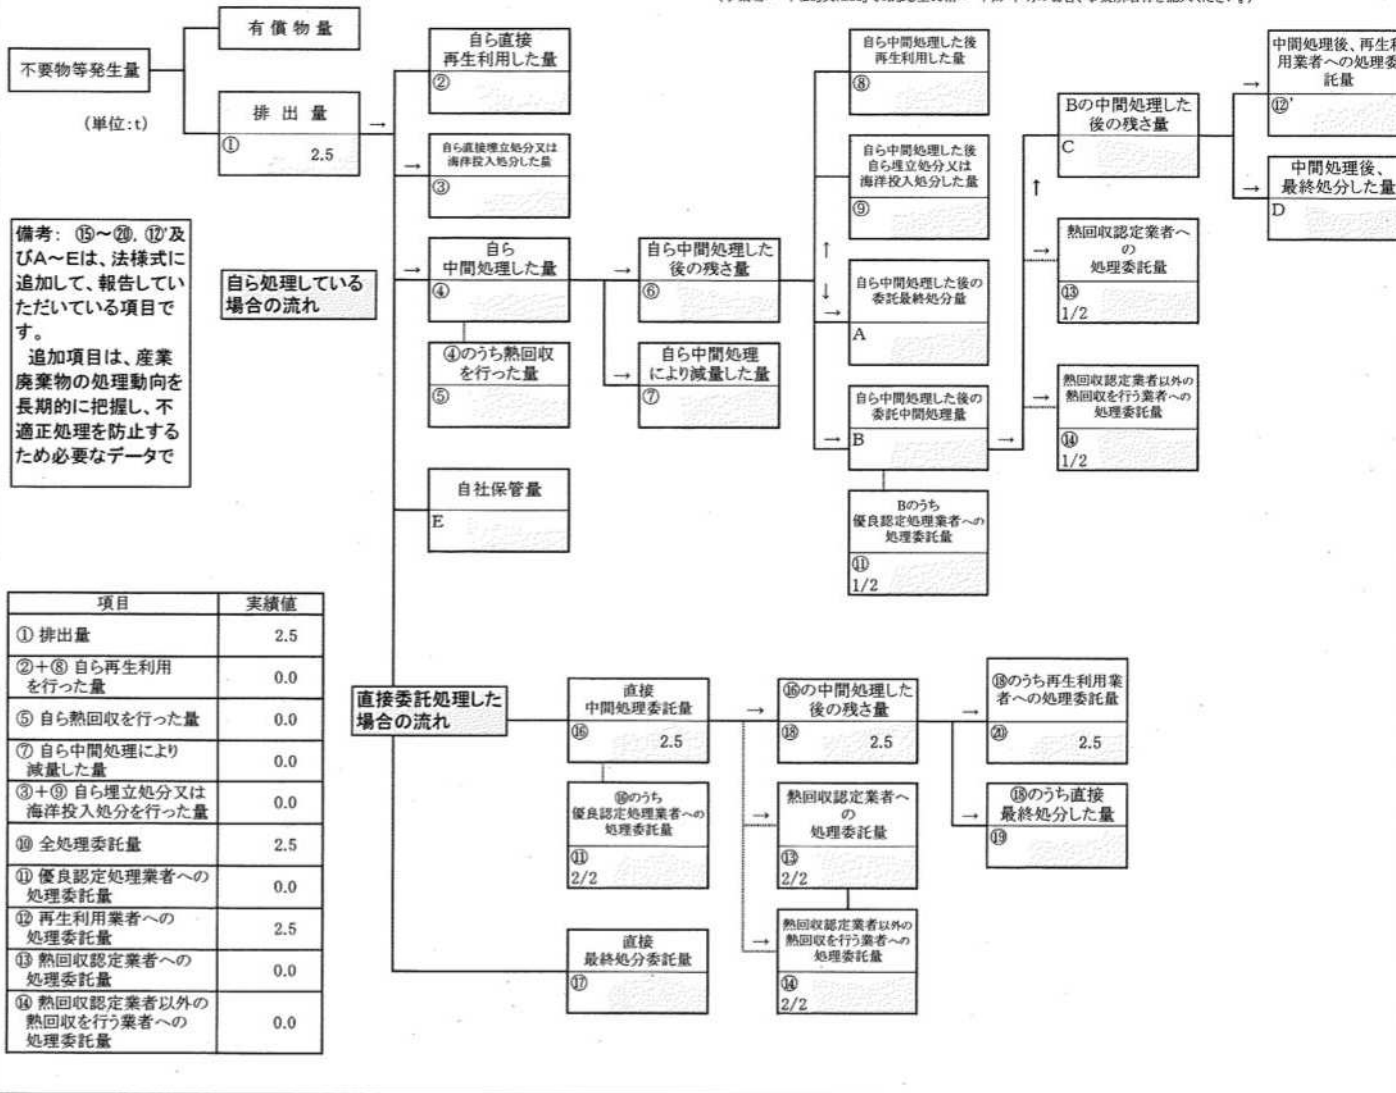 有償物量
不要物等発生量
(単位:t)
排出量
①
2.5
→
自ら直接
再生利用した量
②
→
自ら直接埋立処分又は
海洋投入処分した量
③
→
自ら
中間処理した量
④
④のうち熱回収
を行った量
⑤
→
自ら中間処理した
後の残さ量
⑥
→
自ら中間処理
により減量した量
⑦
自ら中間処理した後
再生利用した量
⑧
自ら中間処理した後
自ら埋立処分又は
海洋投入処分した量
⑨
↑
↓
→
自ら中間処理した後の
委託最終処分量
A
→
自ら中間処理した後の
委託中間処理量
B
→
Bのうち
優良認定処理業者への
処理委託量
⑪
1/2
Bの中間処理した
後の残さ量
C
↑
→
熱回収認定業者へ
の
処理委託量
⑬
1/2
→
熱回収認定業者以外の
熱回収を行う業者への
処理委託量
⑭
1/2
→
中間処理後、再生利
用業者への処理委
託量
⑫'
→
中間処理後、
最終処分した量
D
備考: ⑮~⑳、⑫'及
びA~Eは、法様式に
追加して、報告してい
ただいている項目で
す。
追加項目は、産業
廃棄物の処理動向を
長期的に把握し、不
適正処理を防止する
ため必要なデータで
自ら処理している
場合の流れ
自社保管量
E
項目 実績値
① 排出量 2.5
②+⑧ 自ら再生利用
を行った量 0.0
⑤ 自ら熱回収を行った量 0.0
⑦ 自ら中間処理により
減量した量 0.0
③+⑨ 自ら埋立処分又は
海洋投入処分を行った量 0.0
⑩ 全処理委託量 2.5
⑪ 優良認定処理業者への
処理委託量 0.0
⑫ 再生利用業者への
処理委託量 2.5
⑬ 熱回収認定業者への
処理委託量 0.0
⑭ 熱回収認定業者以外の
熱回収を行う業者への
処理委託量 0.0
直接委託処理した
場合の流れ
直接
中間処理委託量
⑯ 2.5
⑯のうち
優良認定処理業者への
処理委託量
⑪
2/2
直接
最終処分委託量
⑰
→
⑯の中間処理した
後の残さ量
⑱ 2.5
→
熱回収認定業者へ
の
処理委託量
⑬
2/2
→
熱回収認定業者以外の
熱回収を行う業者への
処理委託量
⑭
2/2
→
⑱のうち再生利用業
者への処理委託量
⑳ 2.5
→
⑱のうち直接
最終処分した量
⑲